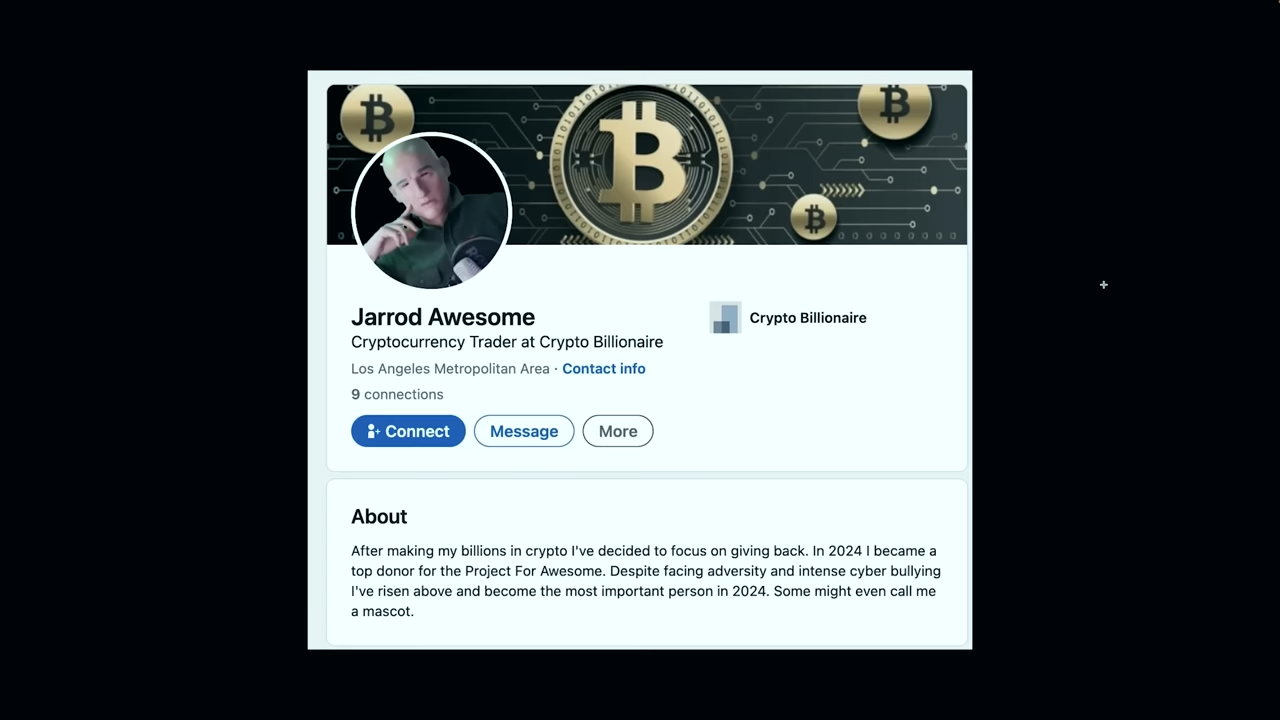 Jarrod Awesome
Cryptocurrency Trader at Crypto Billionaire
Los Angeles Metropolitan Area · Contact info
9 connections
Connect
Message
More
Crypto Billionaire
About
After making my billions in crypto I've decided to focus on giving back. In 2024 I became a
top donor for the Project For Awesome. Despite facing adversity and intense cyber bullying
I've risen above and become the most important person in 2024. Some might even call me
a mascot.